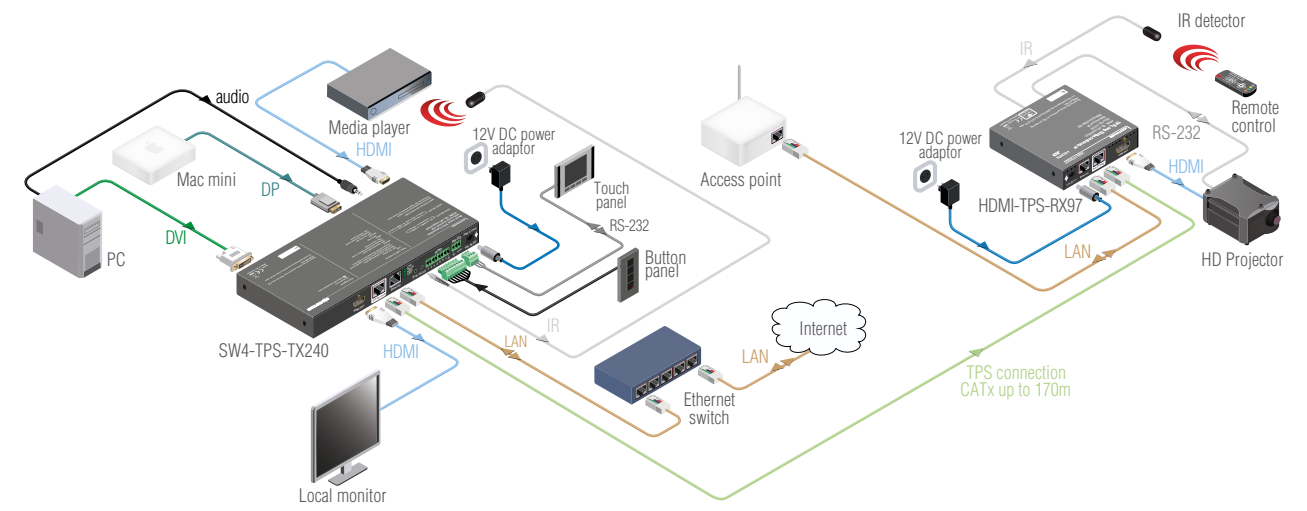 IR detector
IR
audio
Media player
HDMI
12V DC power
adaptor
Mac mini
DP
Touch
panel
RS-232
Access point
12V DC power
adaptor
RS-232
Remote
control
HDMI
HDMI-TPS-RX97
PC
DVI
Button
panel
LAN
HD Projector
SW4-TPS-TX240
HDMI
LAN
IR
Internet
LAN
TPS connection
CATx up to 170m
Ethernet
switch
Local monitor